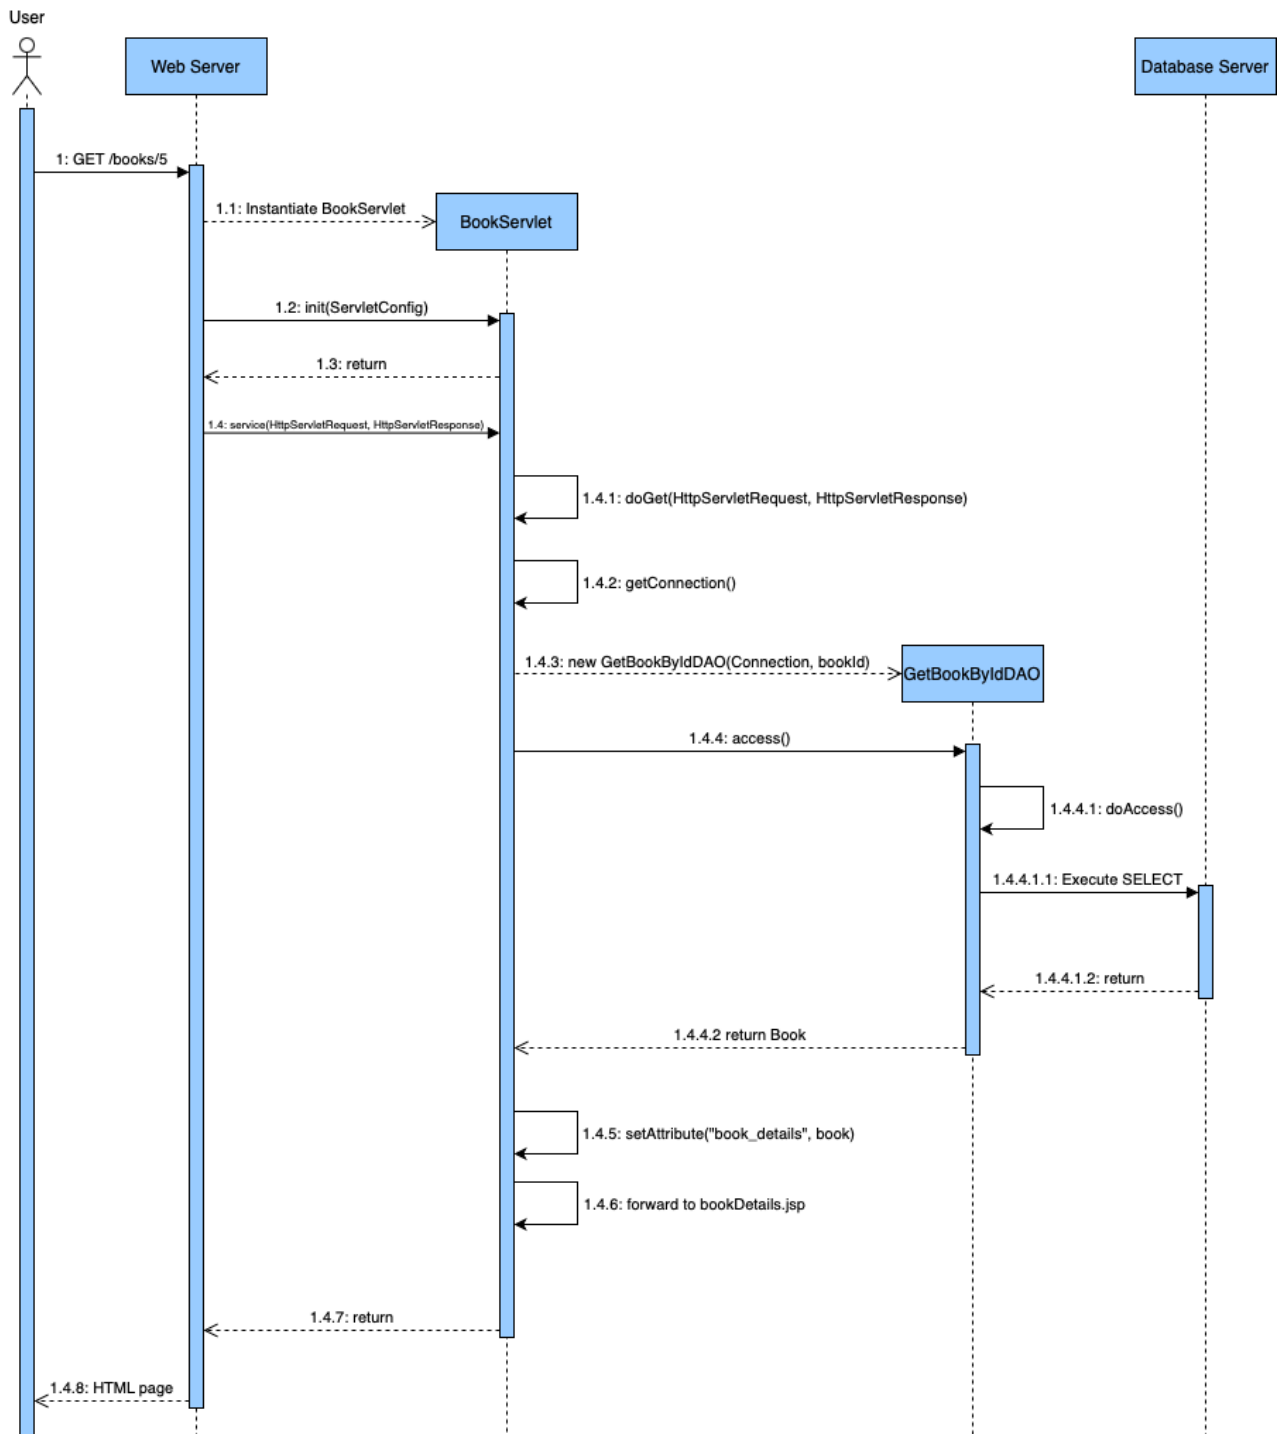 User
Web Server
Database Server
1: GET /books/5
1.1: Instantiate BookServlet
BookServlet
1.2: init(ServletConfig)
1.3: return
1.4: service(HttpServletRequest, HttpServletResponse)
1.4.1: doGet(HttpServletRequest, HttpServletResponse)
1.4.2: getConnection()
1.4.3: new GetBookByIdDAO(Connection, bookId)
GetBookByIdDAO
1.4.4: access()
1.4.4.1: doAccess()
1.4.4.1.1: Execute SELECT
1.4.4.1.2: return
1.4.4.2 return Book
1.4.5: setAttribute("book_details", book)
1.4.6: forward to bookDetails.jsp
1.4.7: return
1.4.8: HTML page